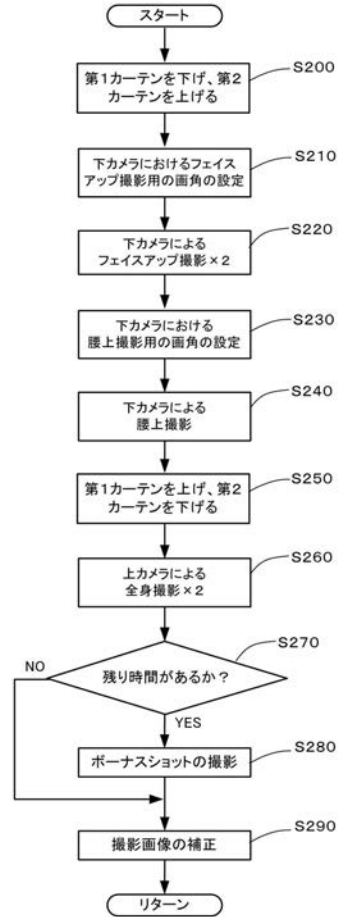 スタート
第1カーテンを下げ、第2
カーテンを上げる
S200
下カメラにおけるフェイス
アップ撮影用の画角の設定
S210
下カメラによる
フェイスアップ撮影×2
S220
下カメラにおける
腰上撮影用の画角の設定
S230
下カメラによる
腰上撮影
S240
第1カーテンを上げ、第2
カーテンを下げる
S250
上カメラによる
全身撮影×2
S260
残り時間があるか?
S270
NO
YES
ボーナスショットの撮影
S280
撮影画像の補正
S290
リターン